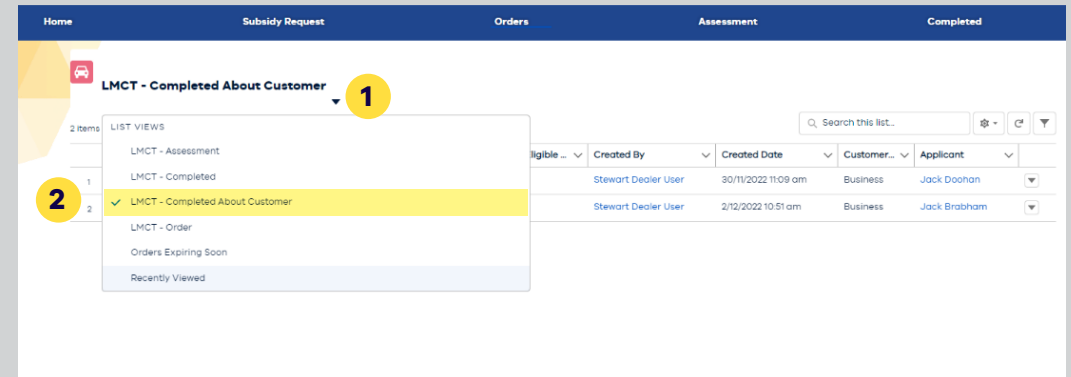 Home Subsidy Request Orders Assessment Completed
LMCT - Completed About Customer
1
2 items
Search this list...
LIST VIEWS
LMCT - Assessment
LMCT - Completed
LMCT - Completed About Customer
LMCT - Order
Orders Expiring Soon
Recently Viewed
2
ligible ... Created By Created Date Customer... Applicant
1 Stewart Dealer User 30/11/2022 11:09 am Business Jack Doohan
2 Stewart Dealer User 2/12/2022 10:51 am Business Jack Brabham